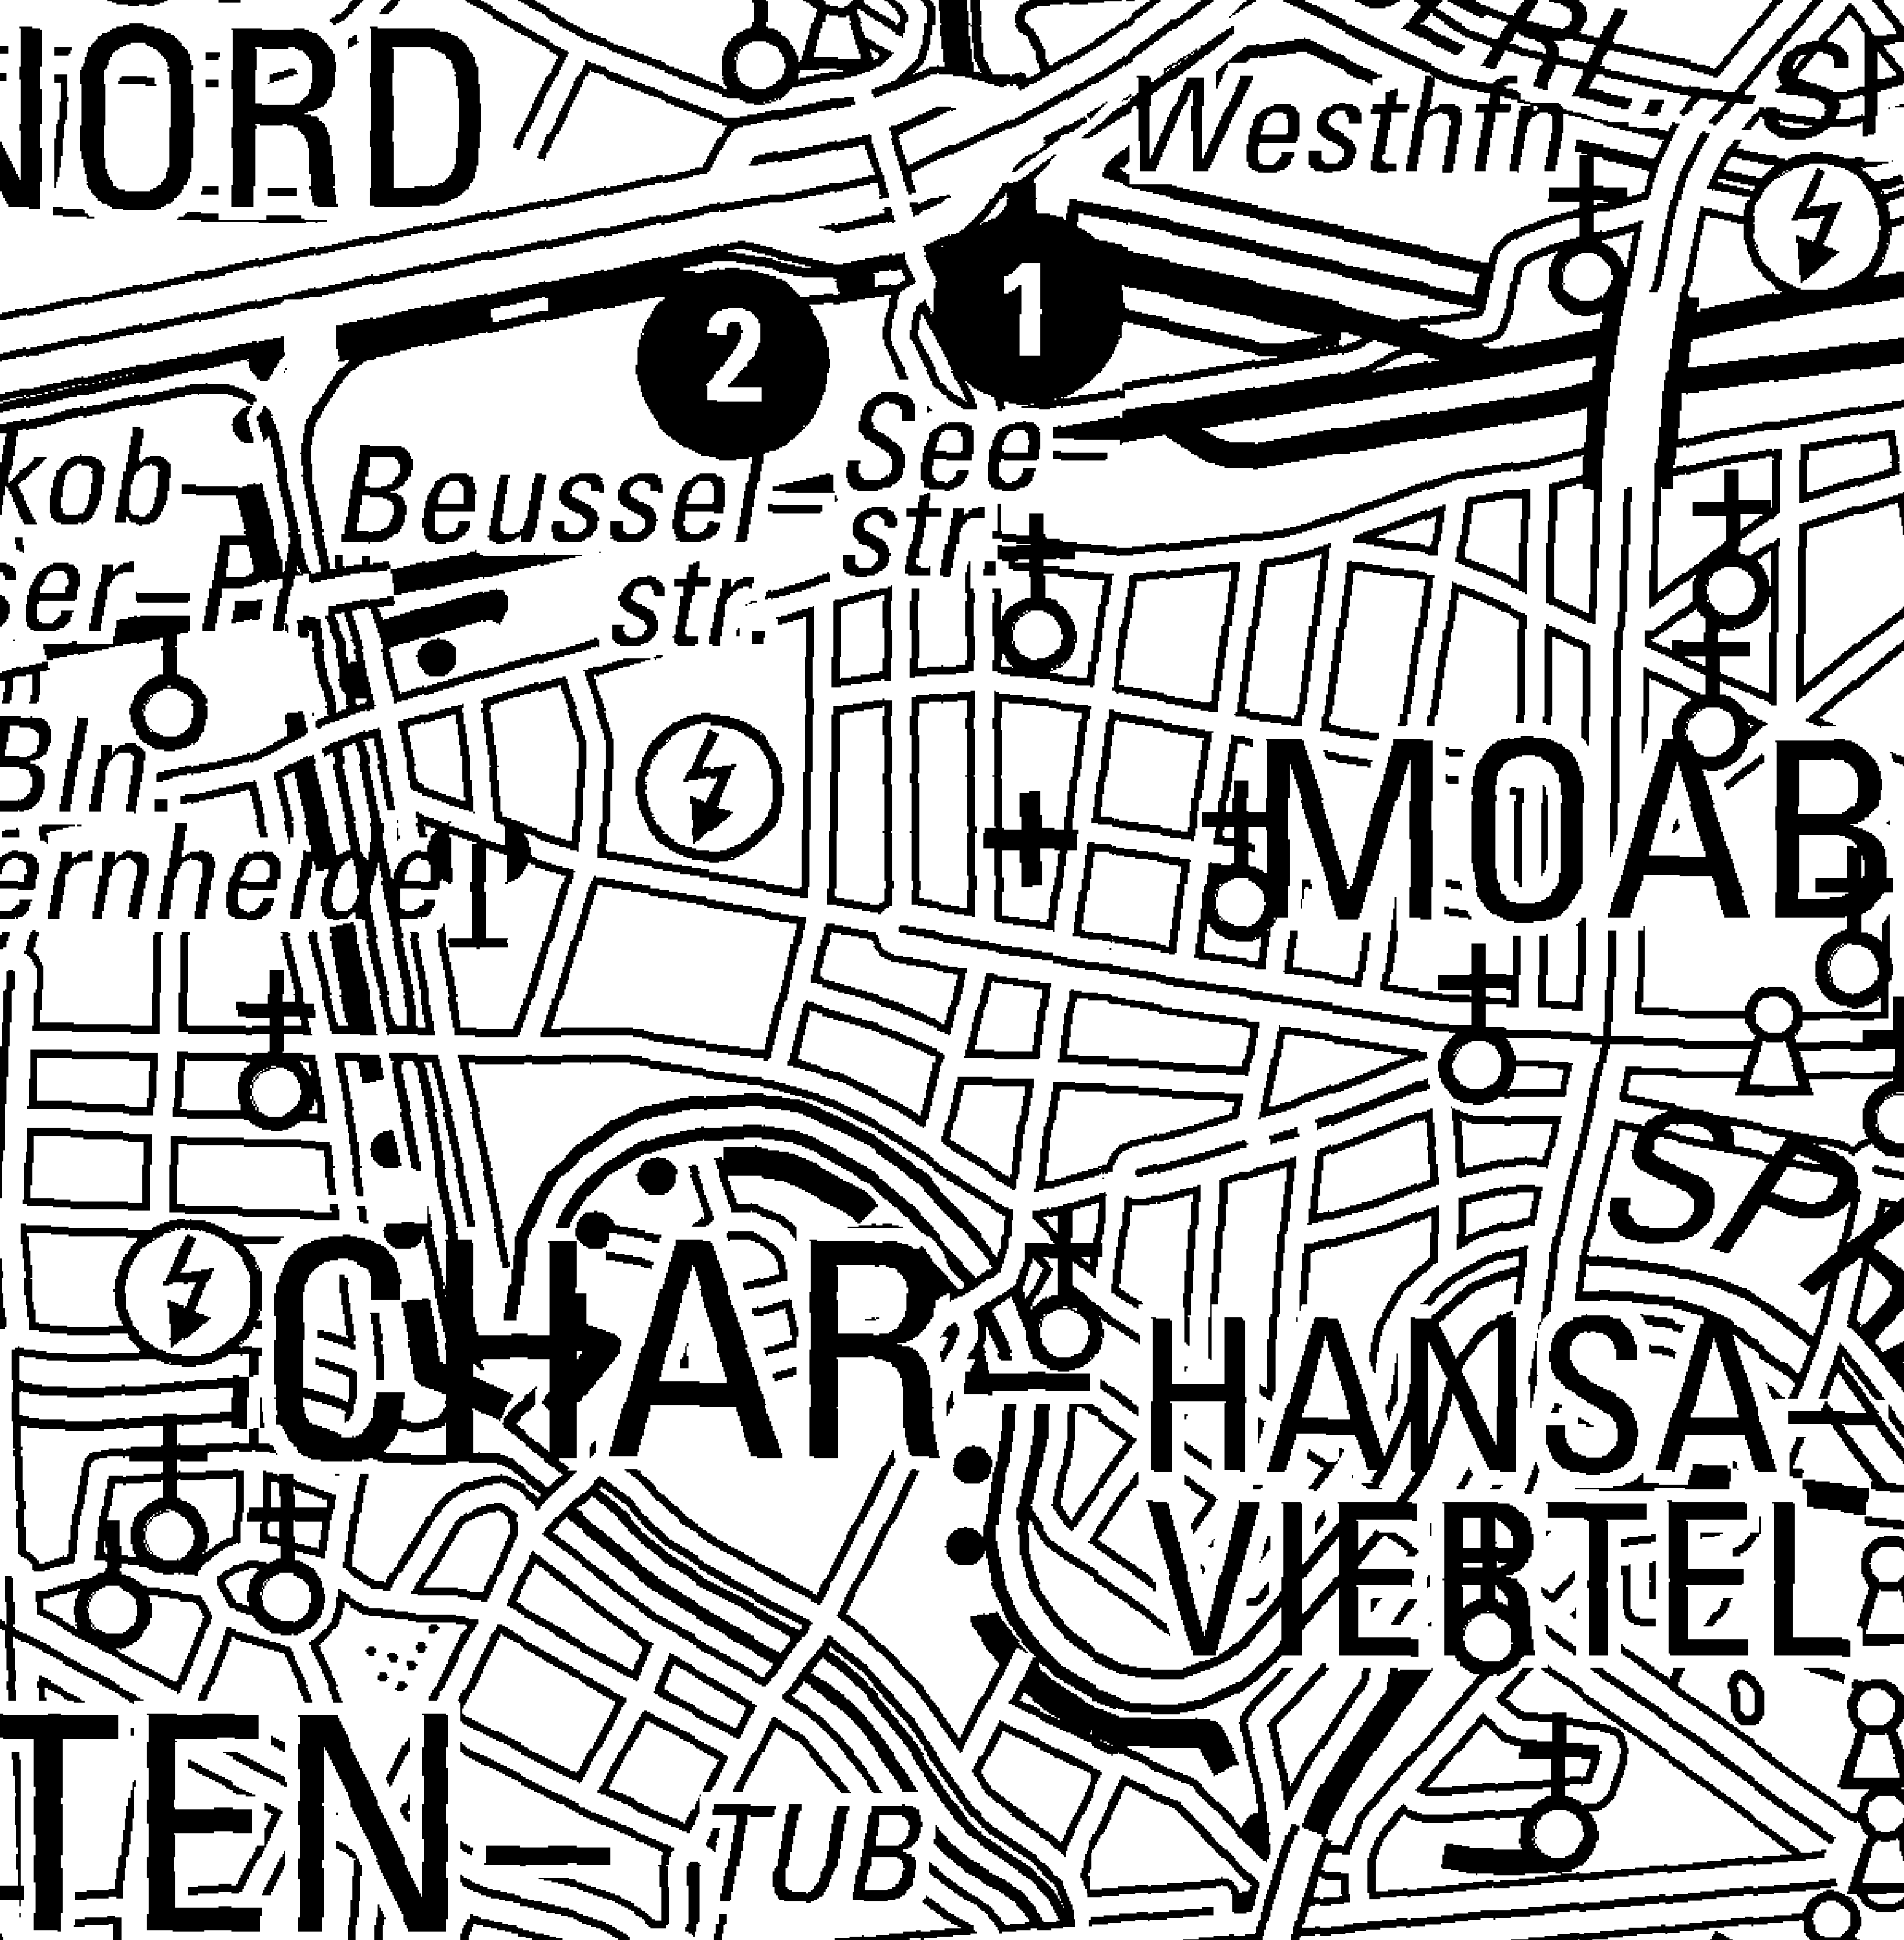 NORD
Westhfn.
1
2
See=
str.
Beussel=
str.
kob-
ser=Pl.
Bln.
ernheide
MOAB
SPR
CHAR-
HANSA-
VIERTEL
TEN-
TUB